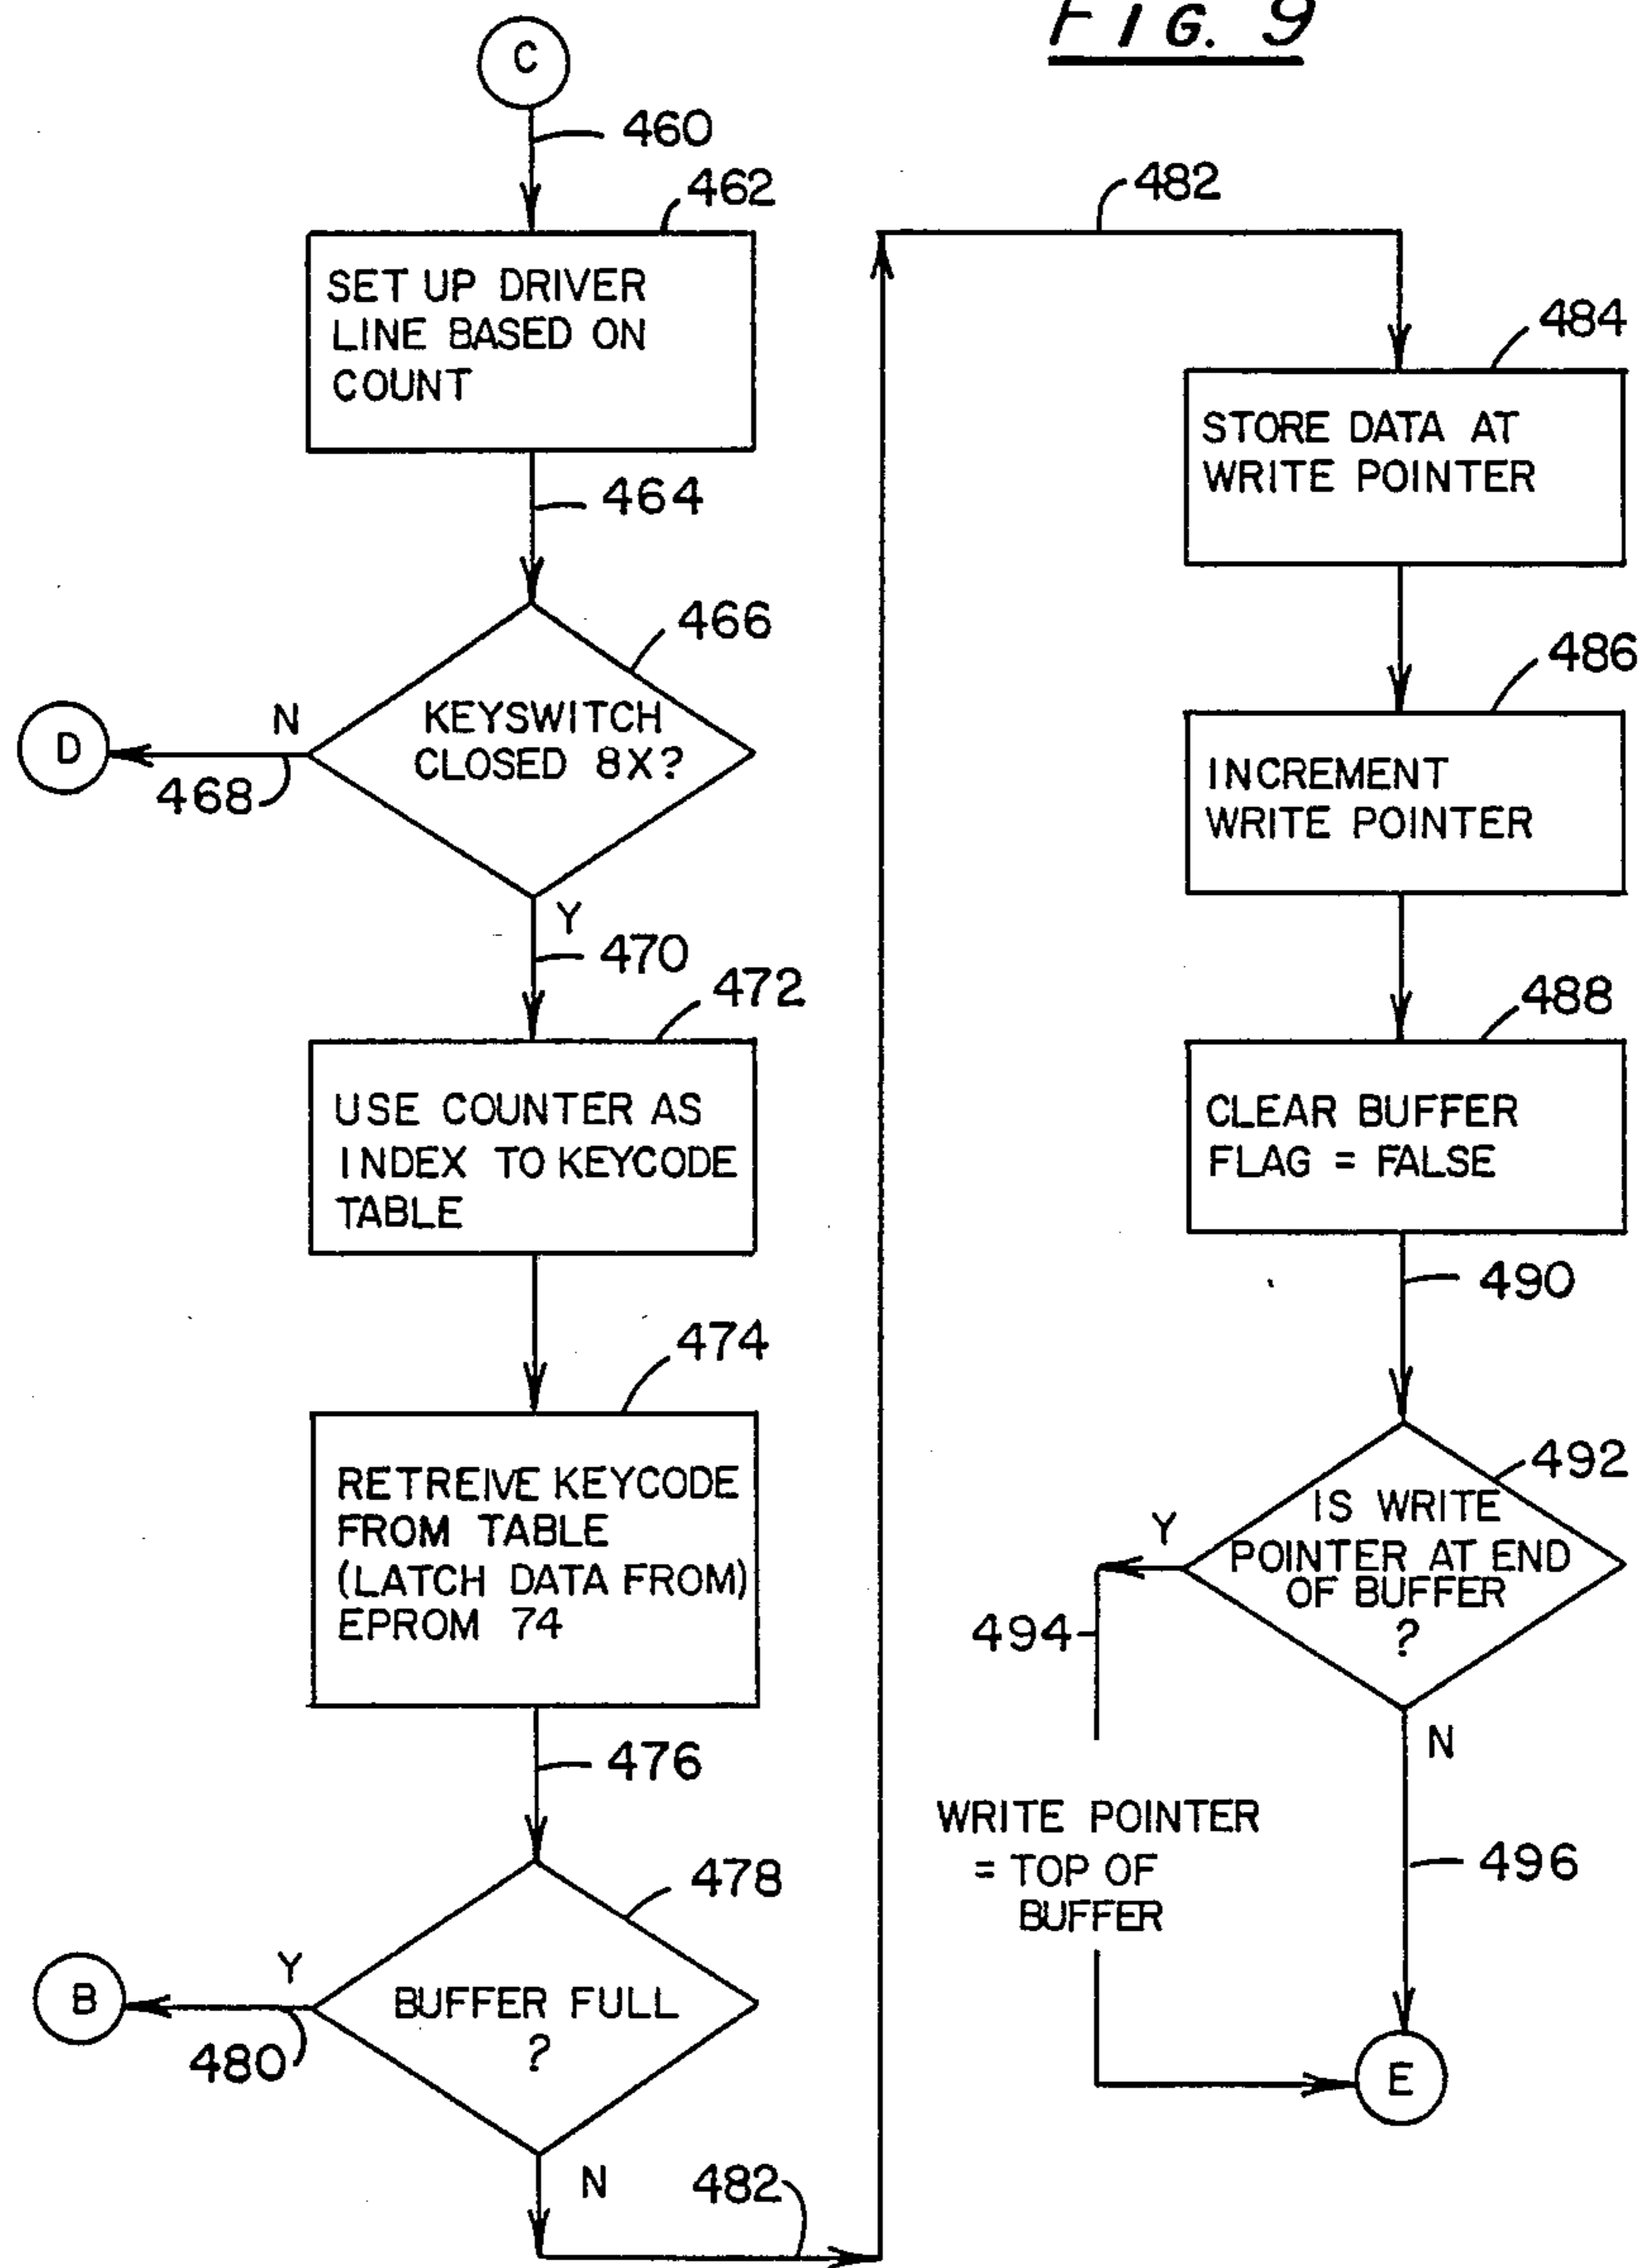 FIG. 9
C
460
462
SET UP DRIVER
LINE BASED ON
COUNT
464
466
KEYSWITCH
CLOSED 8X?
N
D
468
Y
470
472
USE COUNTER AS
INDEX TO KEYCODE
TABLE
474
RETREIVE KEYCODE
FROM TABLE
(LATCH DATA FROM)
EPROM 74
476
478
BUFFER FULL
?
Y
B
480
N
482
482
484
STORE DATA AT
WRITE POINTER
486
INCREMENT
WRITE POINTER
488
CLEAR BUFFER
FLAG = FALSE
490
492
IS WRITE
POINTER AT END
OF BUFFER
?
Y
494
WRITE POINTER
= TOP OF
BUFFER
N
496
E